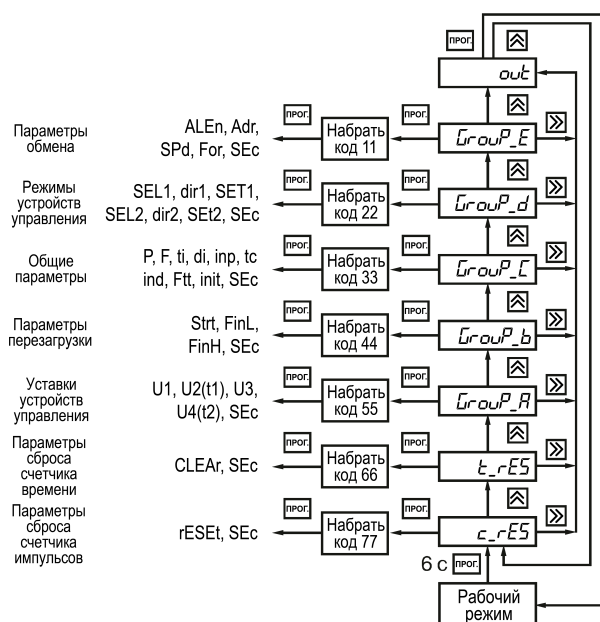 ПРОГ.
out
Параметры
обмена
ALEn, Adr,
SPd, For, SEc
ПРОГ.
Набрать
код 11
ПРОГ.
GrouP_E
Режимы
устройств
управления
SEL1, dir1, SET1,
SEL2, dir2, SEt2, SEc
ПРОГ.
Набрать
код 22
ПРОГ.
GrouP_d
Общие
параметры
P, F, ti, di, inp, tc
ind, Ftt, init, SEc
ПРОГ.
Набрать
код 33
ПРОГ.
GrouP_C
Параметры
перезагрузки
Strt, FinL,
FinH, SEc
ПРОГ.
Набрать
код 44
ПРОГ.
GrouP_b
Уставки
устройств
управления
U1, U2(t1), U3,
U4(t2), SEc
ПРОГ.
Набрать
код 55
ПРОГ.
GrouP_A
Параметры
сброса
счетчика
времени
CLEAr, SEc
ПРОГ.
Набрать
код 66
ПРОГ.
t_rES
Параметры
сброса
счетчика
импульсов
rESEt, SEc
ПРОГ.
Набрать
код 77
ПРОГ.
c_rES
6 с ПРОГ.
Рабочий
режим